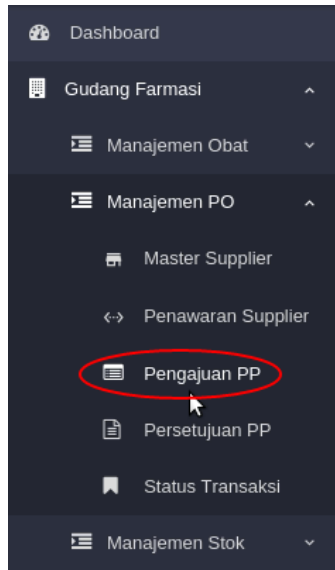 Dashboard
Gudang Farmasi
Manajemen Obat
Manajemen PO
Master Supplier
Penawaran Supplier
Pengajuan PP
Persetujuan PP
Status Transaksi
Manajemen Stok